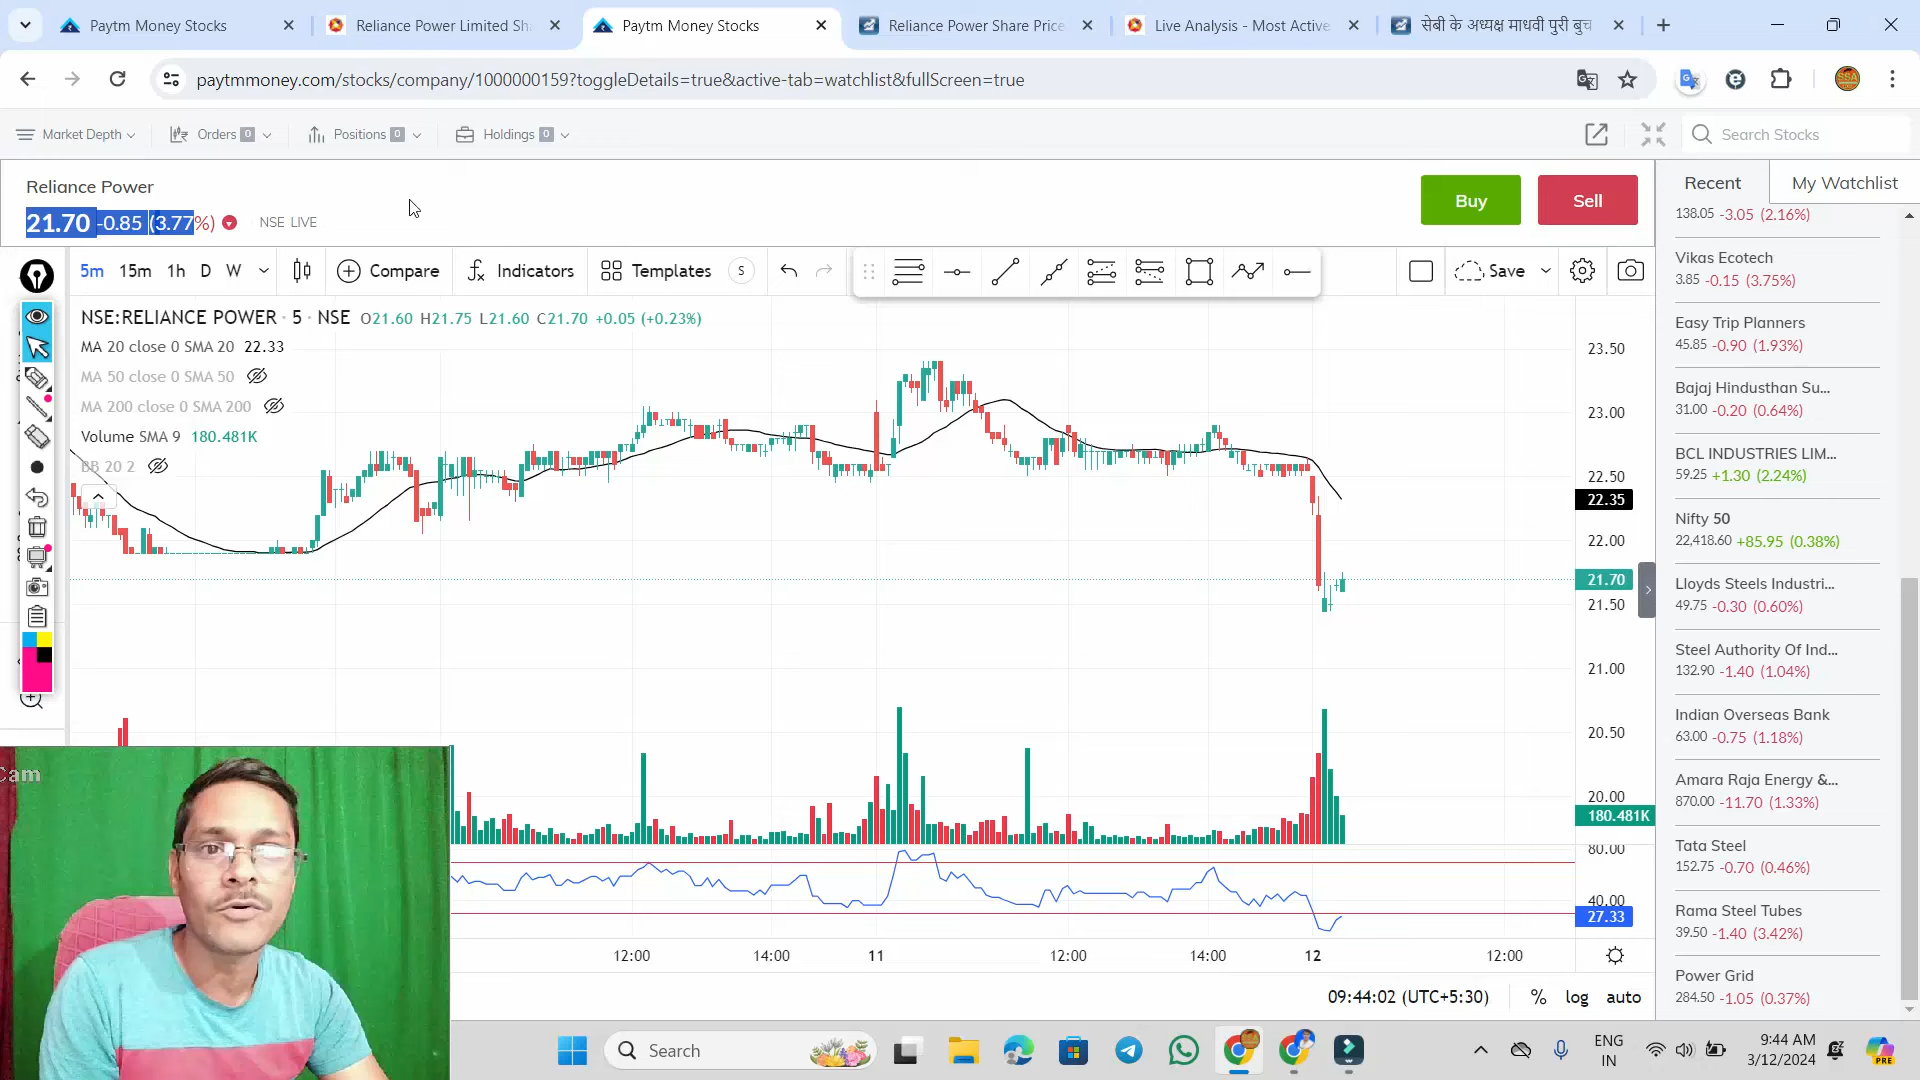 Paytm Money Stocks
Reliance Power Limited Sh
Paytm Money Stocks
Reliance Power Share Price
Live Analysis - Most Active
सेबी के अध्यक्ष माधवी पुरी बुच
paytmmoney.com/stocks/company/1000000159?toggleDetails=true&active-tab=watchlist&fullScreen=true
Market Depth
Orders 0
Positions 0
Holdings 0
Search Stocks
Reliance Power
21.70 -0.85 (3.77%)
NSE LIVE
Buy
Sell
Recent
My Watchlist
138.05 -3.05 (2.16%)
Vikas Ecotech
3.85 -0.15 (3.75%)
Easy Trip Planners
45.85 -0.90 (1.93%)
Bajaj Hindusthan Su...
31.00 -0.20 (0.64%)
BCL INDUSTRIES LIM...
59.25 +1.30 (2.24%)
Nifty 50
22,418.60 +85.95 (0.38%)
Lloyds Steels Industri...
49.75 -0.30 (0.60%)
Steel Authority Of Ind...
132.90 -1.40 (1.04%)
Indian Overseas Bank
63.00 -0.75 (1.18%)
Amara Raja Energy &...
870.00 -11.70 (1.33%)
Tata Steel
152.75 -0.70 (0.46%)
Rama Steel Tubes
39.50 -1.40 (3.42%)
Power Grid
284.50 -1.05 (0.37%)
5m 15m 1h D W
Compare
Indicators
Templates
S
Save
NSE:RELIANCE POWER · 5 · NSE O21.60 H21.75 L21.60 C21.70 +0.05 (+0.23%)
MA 20 close 0 SMA 20 22.33
MA 50 close 0 SMA 50
MA 200 close 0 SMA 200
Volume SMA 9 180.481K
BB 20 2
23.50
23.00
22.50
22.35
22.00
21.70
21.50
21.00
20.50
20.00
180.481K
80.00
40.00
27.33
12:00 14:00 11 12:00 14:00 12 12:00
09:44:02 (UTC+5:30) % log auto
Cam
Search
PRE
ENG
IN
9:44 AM
3/12/2024